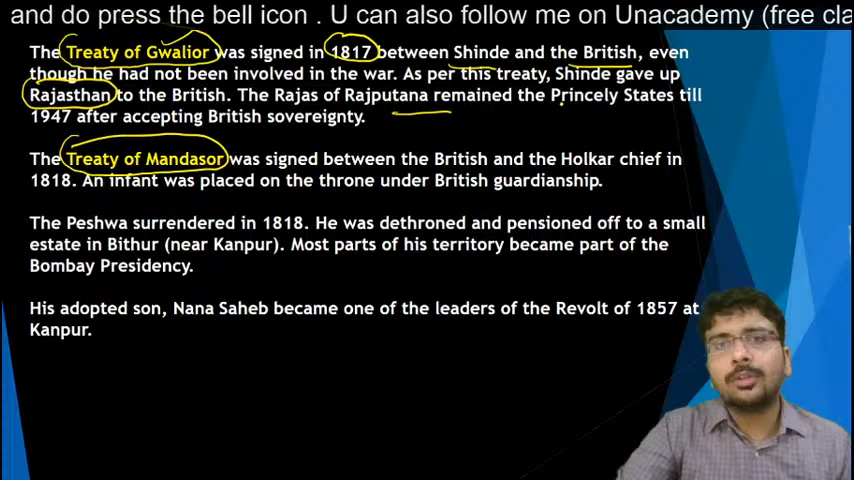 and do press the bell icon . U can also follow me on Unacademy (free cla
The Treaty of Gwalior was signed in 1817 between Shinde and the British, even
though he had not been involved in the war. As per this treaty, Shinde gave up
Rajasthan to the British. The Rajas of Rajputana remained the Princely States till
1947 after accepting British sovereignty.
The Treaty of Mandasor was signed between the British and the Holkar chief in
1818. An infant was placed on the throne under British guardianship.
The Peshwa surrendered in 1818. He was dethroned and pensioned off to a small
estate in Bithur (near Kanpur). Most parts of his territory became part of the
Bombay Presidency.
His adopted son, Nana Saheb became one of the leaders of the Revolt of 1857 at
Kanpur.